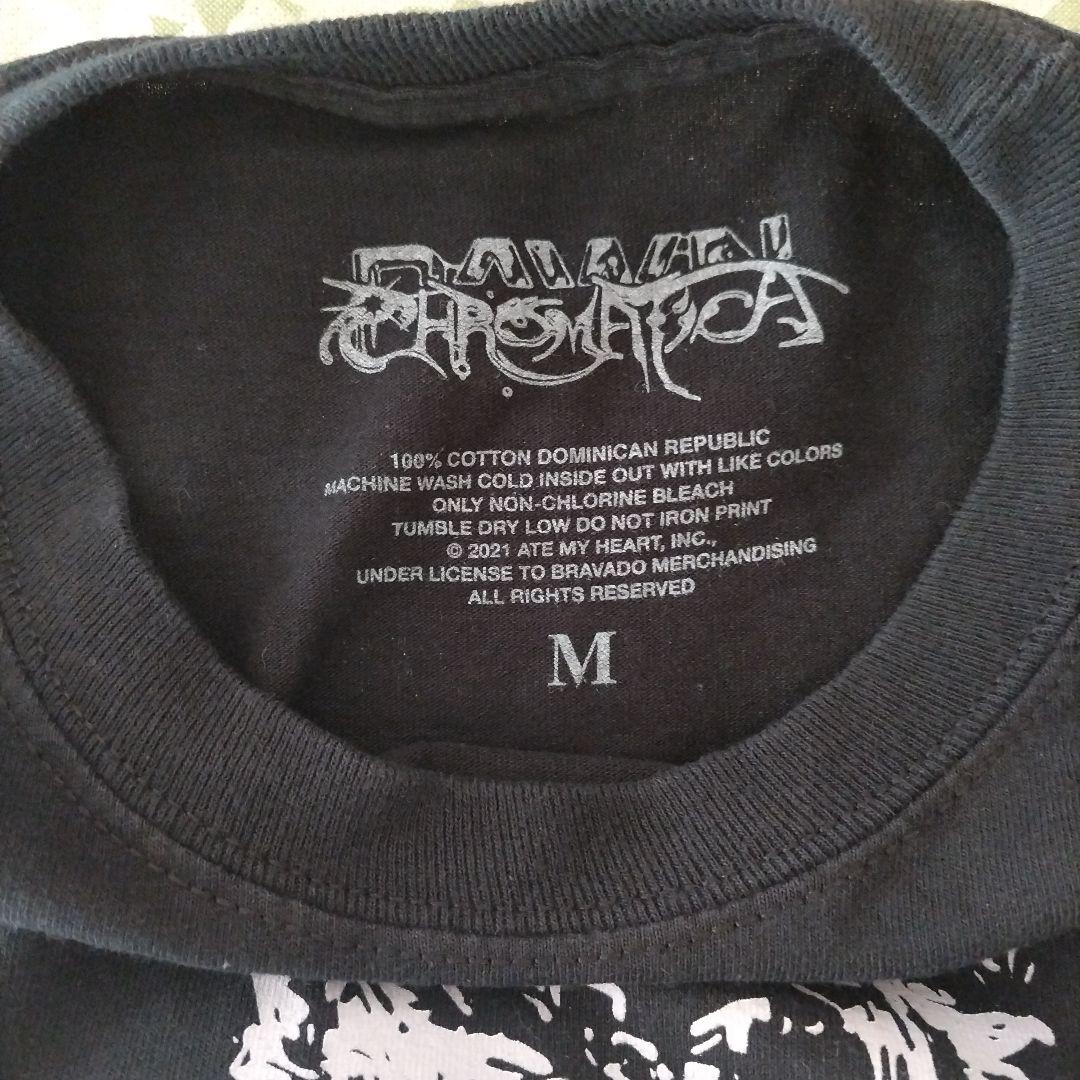 DAWN
CHROMATICA
100% COTTON DOMINICAN REPUBLIC
MACHINE WASH COLD INSIDE OUT WITH LIKE COLORS
ONLY NON-CHLORINE BLEACH
TUMBLE DRY LOW DO NOT IRON PRINT
© 2021 ATE MY HEART, INC.,
UNDER LICENSE TO BRAVADO MERCHANDISING
ALL RIGHTS RESERVED
M